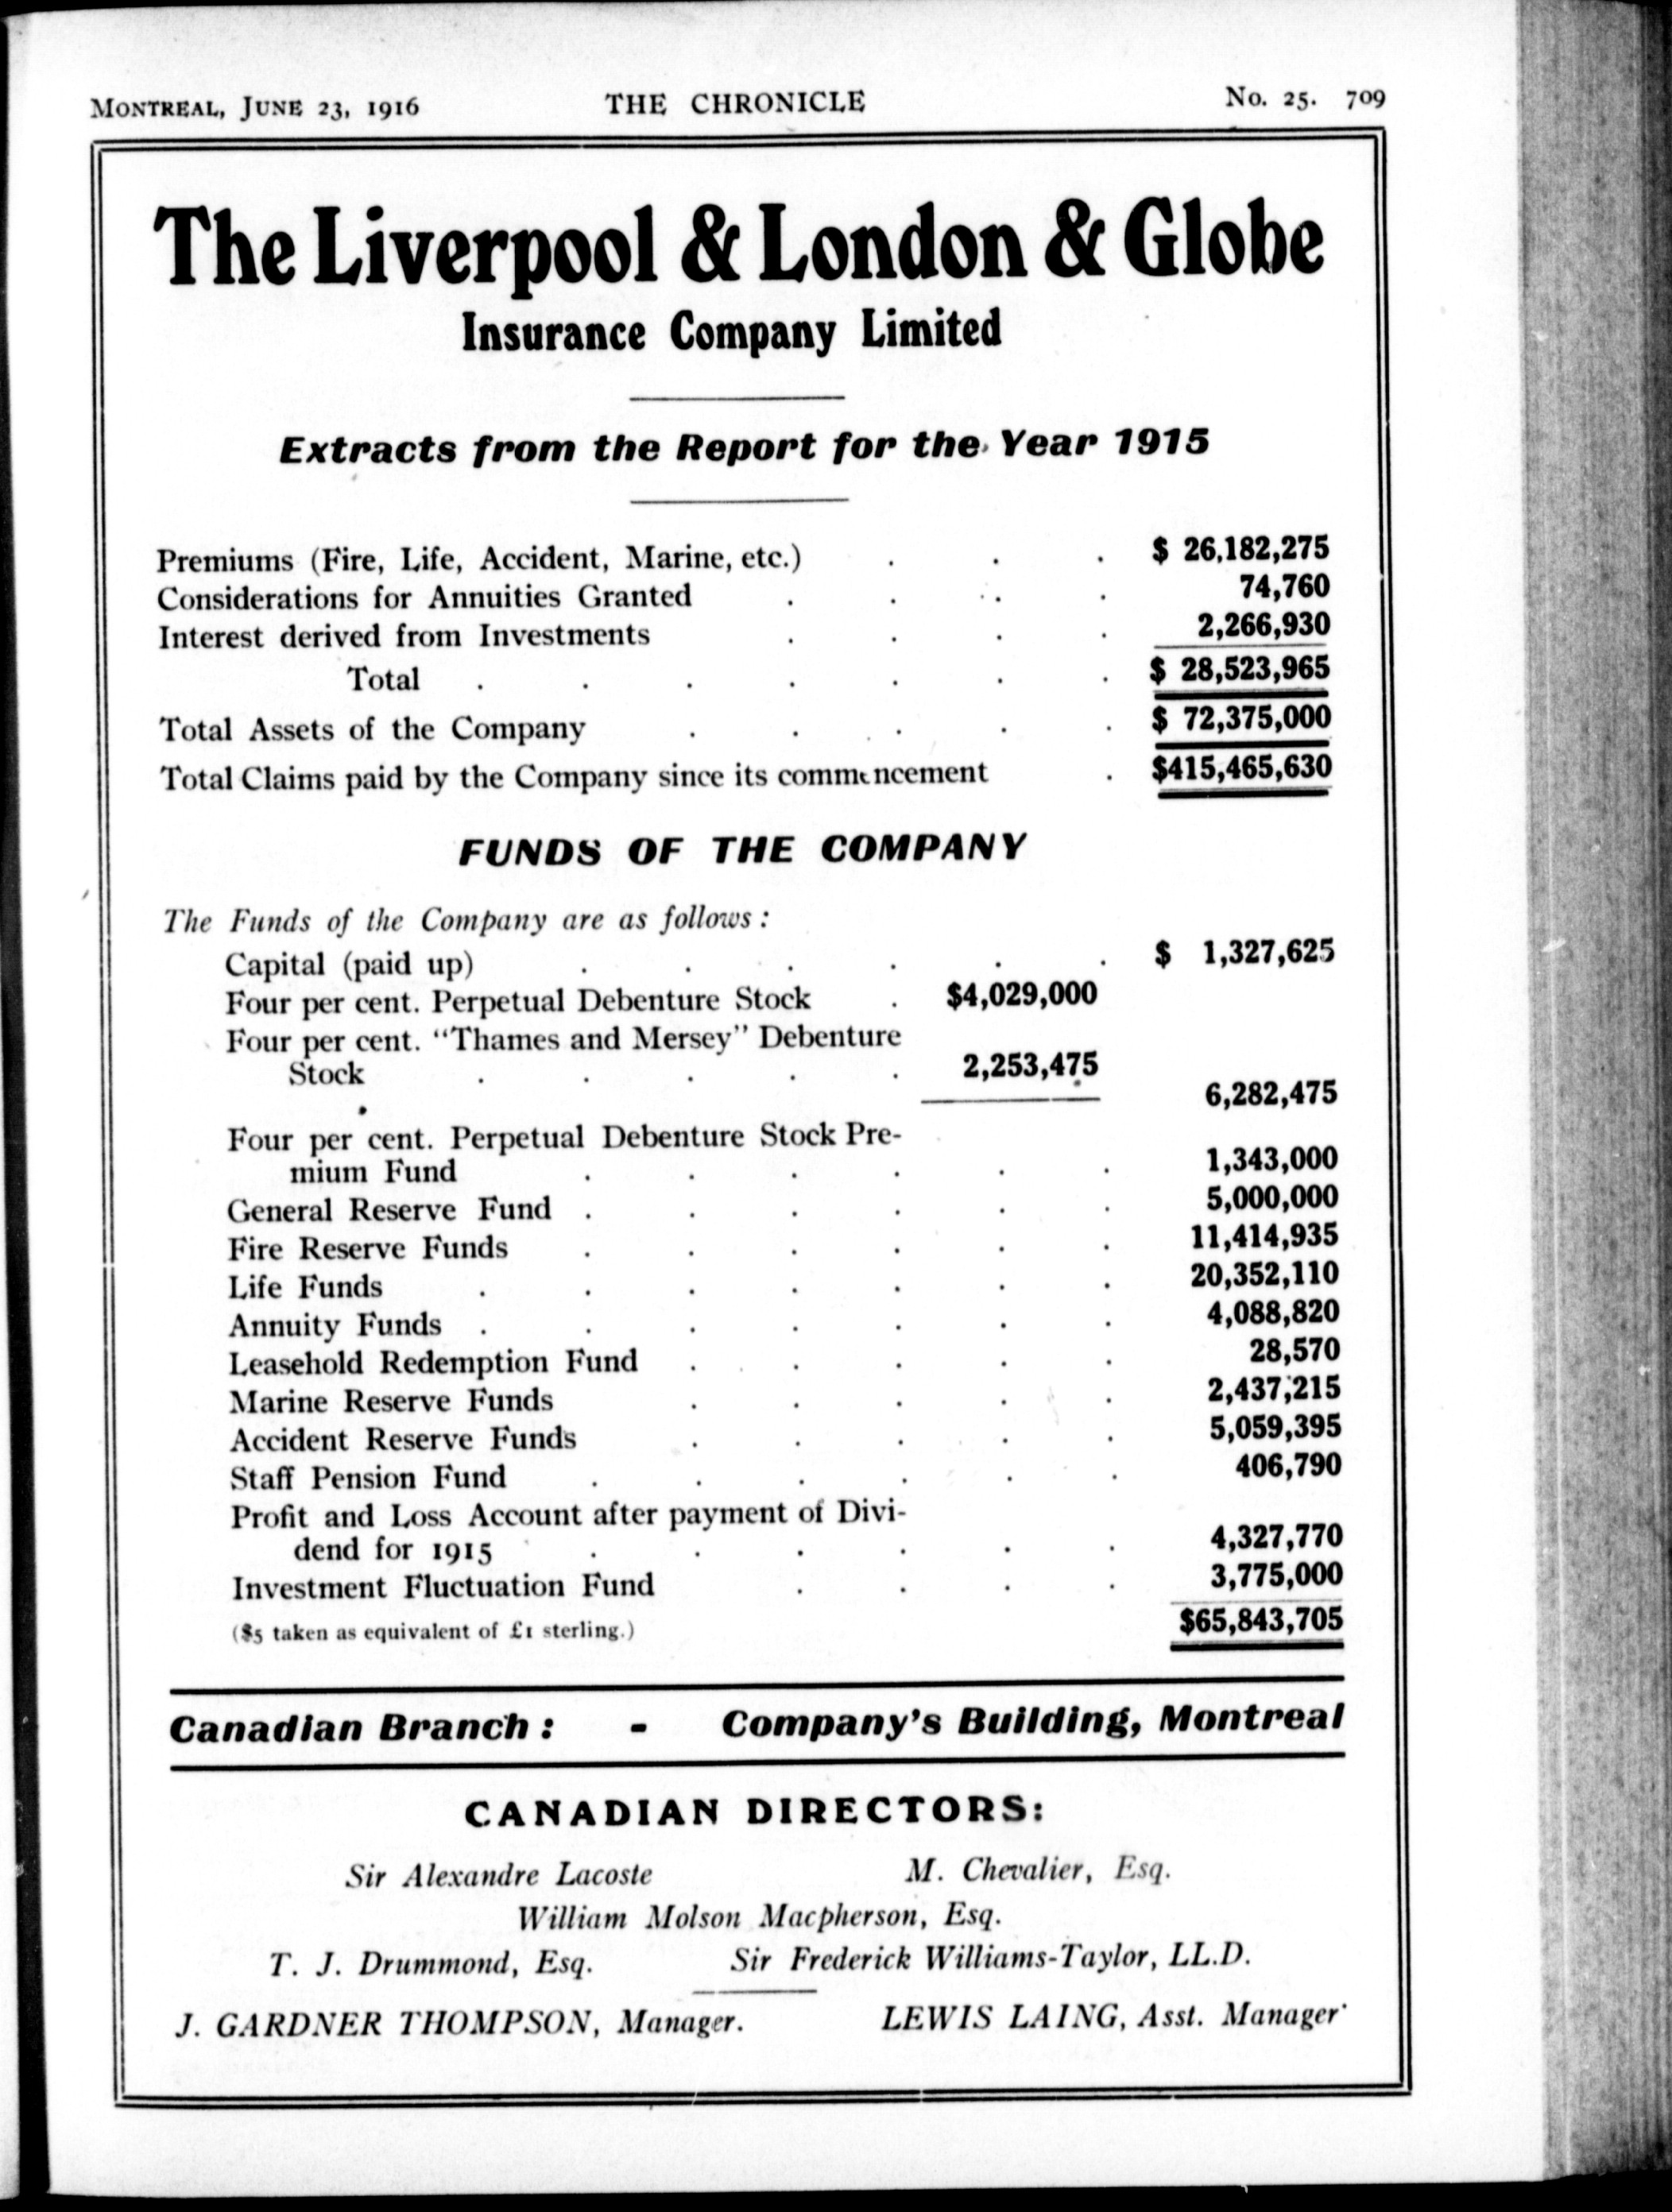 MONTREAL, JUNE 23, 1916 THE CHRONICLE No. 25. 709
The Liverpool & London & Globe
Insurance Company Limited
Extracts from the Report for the Year 1915
Premiums (Fire, Life, Accident, Marine, etc.) . . . $ 26,182,275
Considerations for Annuities Granted . . . . 74,760
Interest derived from Investments . . . . 2,266,930
Total . . . . . . . $ 28,523,965
Total Assets of the Company . . . . . $ 72,375,000
Total Claims paid by the Company since its commencement . $415,465,630
FUNDS OF THE COMPANY
The Funds of the Company are as follows:
Capital (paid up) . . . . . . $ 1,327,625
Four per cent. Perpetual Debenture Stock . $4,029,000
Four per cent. "Thames and Mersey" Debenture
Stock . . . . . 2,253,475
6,282,475
Four per cent. Perpetual Debenture Stock Pre-
mium Fund . . . . . . 1,343,000
General Reserve Fund . . . . . . 5,000,000
Fire Reserve Funds . . . . . . 11,414,935
Life Funds . . . . . . . 20,352,110
Annuity Funds . . . . . . . 4,088,820
Leasehold Redemption Fund . . . . . 28,570
Marine Reserve Funds . . . . . 2,437,215
Accident Reserve Funds . . . . . 5,059,395
Staff Pension Fund . . . . . . 406,790
Profit and Loss Account after payment of Divi-
dend for 1915 . . . . . . 4,327,770
Investment Fluctuation Fund . . . . 3,775,000
($5 taken as equivalent of £1 sterling.) $65,843,705
Canadian Branch: - Company's Building, Montreal
CANADIAN DIRECTORS:
Sir Alexandre Lacoste M. Chevalier, Esq.
William Molson Macpherson, Esq.
T. J. Drummond, Esq. Sir Frederick Williams-Taylor, LL.D.
J. GARDNER THOMPSON, Manager. LEWIS LAING, Asst. Manager